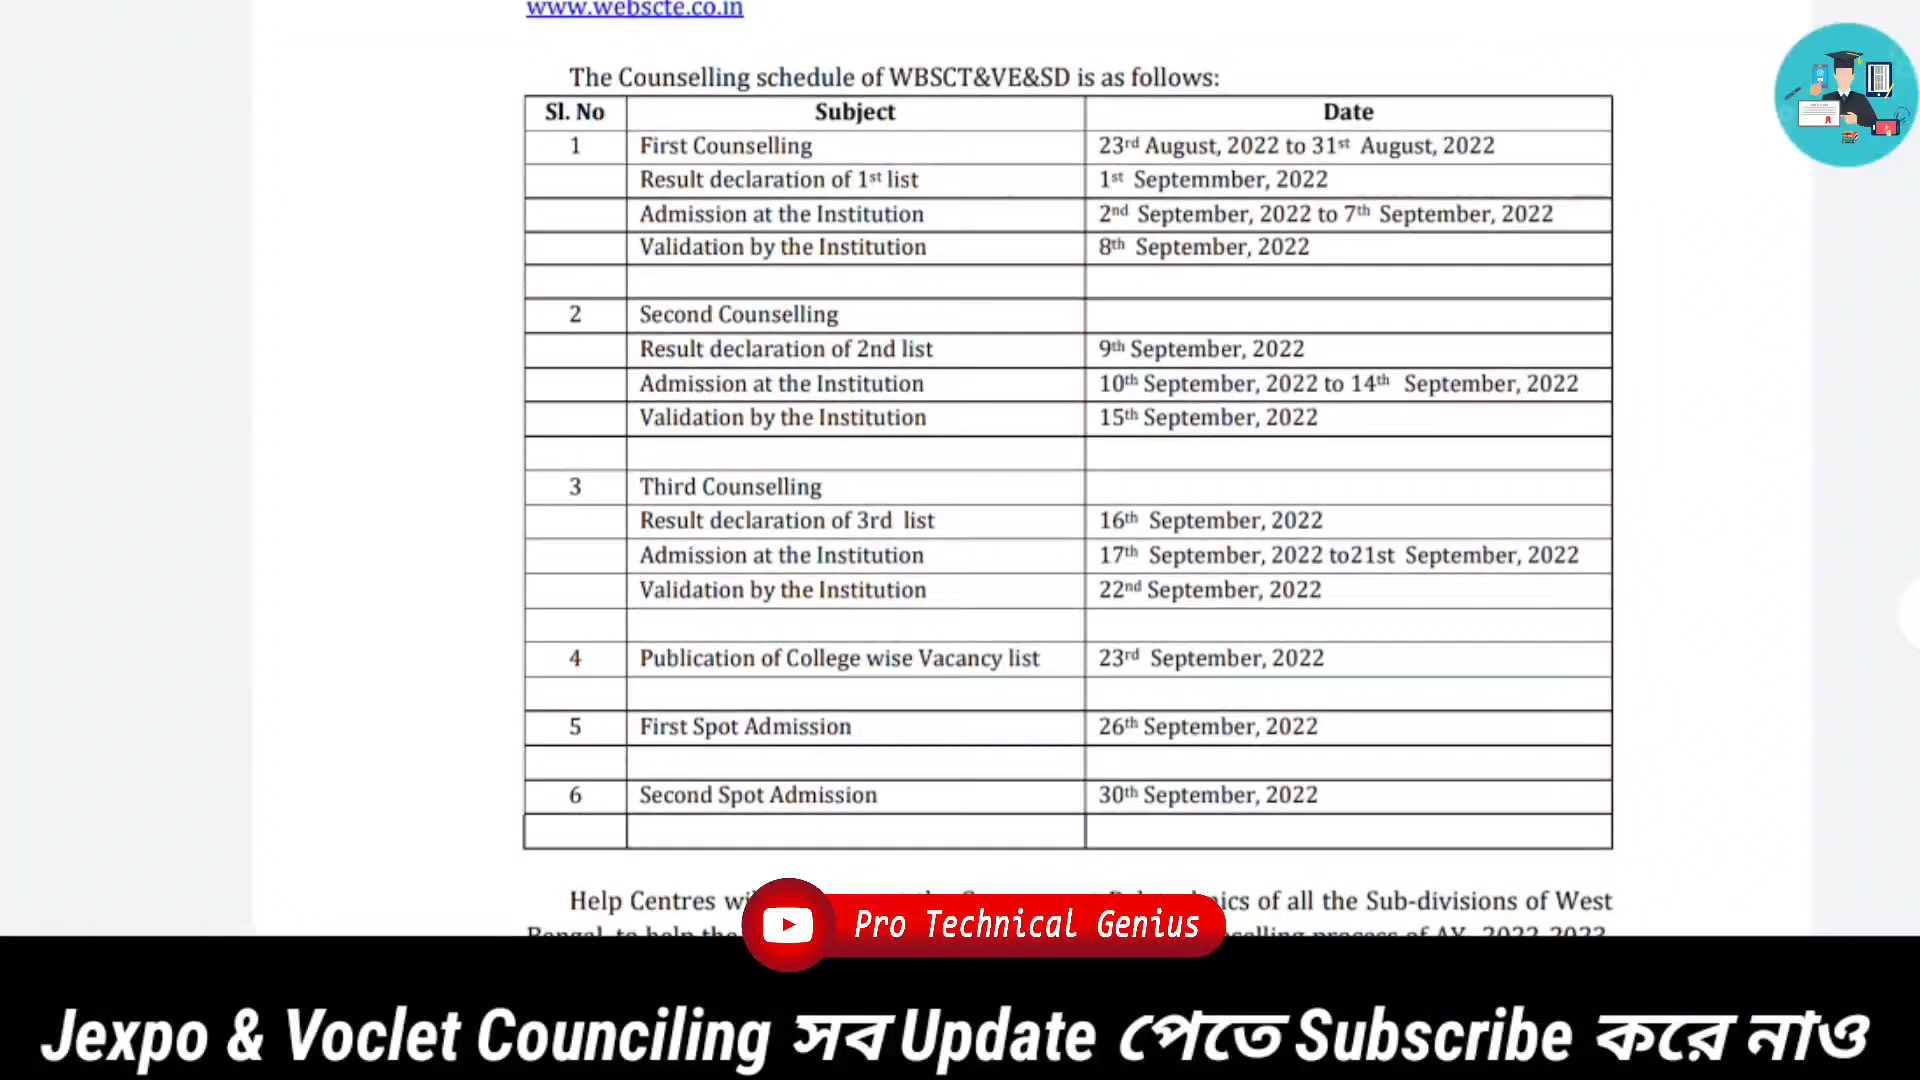 www.webscte.co.in
The Counselling schedule of WBSCT&VE&SD is as follows:
Sl. No Subject Date
1 First Counselling 23rd August, 2022 to 31st August, 2022
Result declaration of 1st list 1st Septemmber, 2022
Admission at the Institution 2nd September, 2022 to 7th September, 2022
Validation by the Institution 8th September, 2022
2 Second Counselling
Result declaration of 2nd list 9th September, 2022
Admission at the Institution 10th September, 2022 to 14th September, 2022
Validation by the Institution 15th September, 2022
3 Third Counselling
Result declaration of 3rd list 16th September, 2022
Admission at the Institution 17th September, 2022 to21st September, 2022
Validation by the Institution 22nd September, 2022
4 Publication of College wise Vacancy list 23rd September, 2022
5 First Spot Admission 26th September, 2022
6 Second Spot Admission 30th September, 2022
Help Centres of all the Sub-divisions of West
Pro Technical Genius
Jexpo & Voclet Counciling সব Update পেতে Subscribe করে নাও